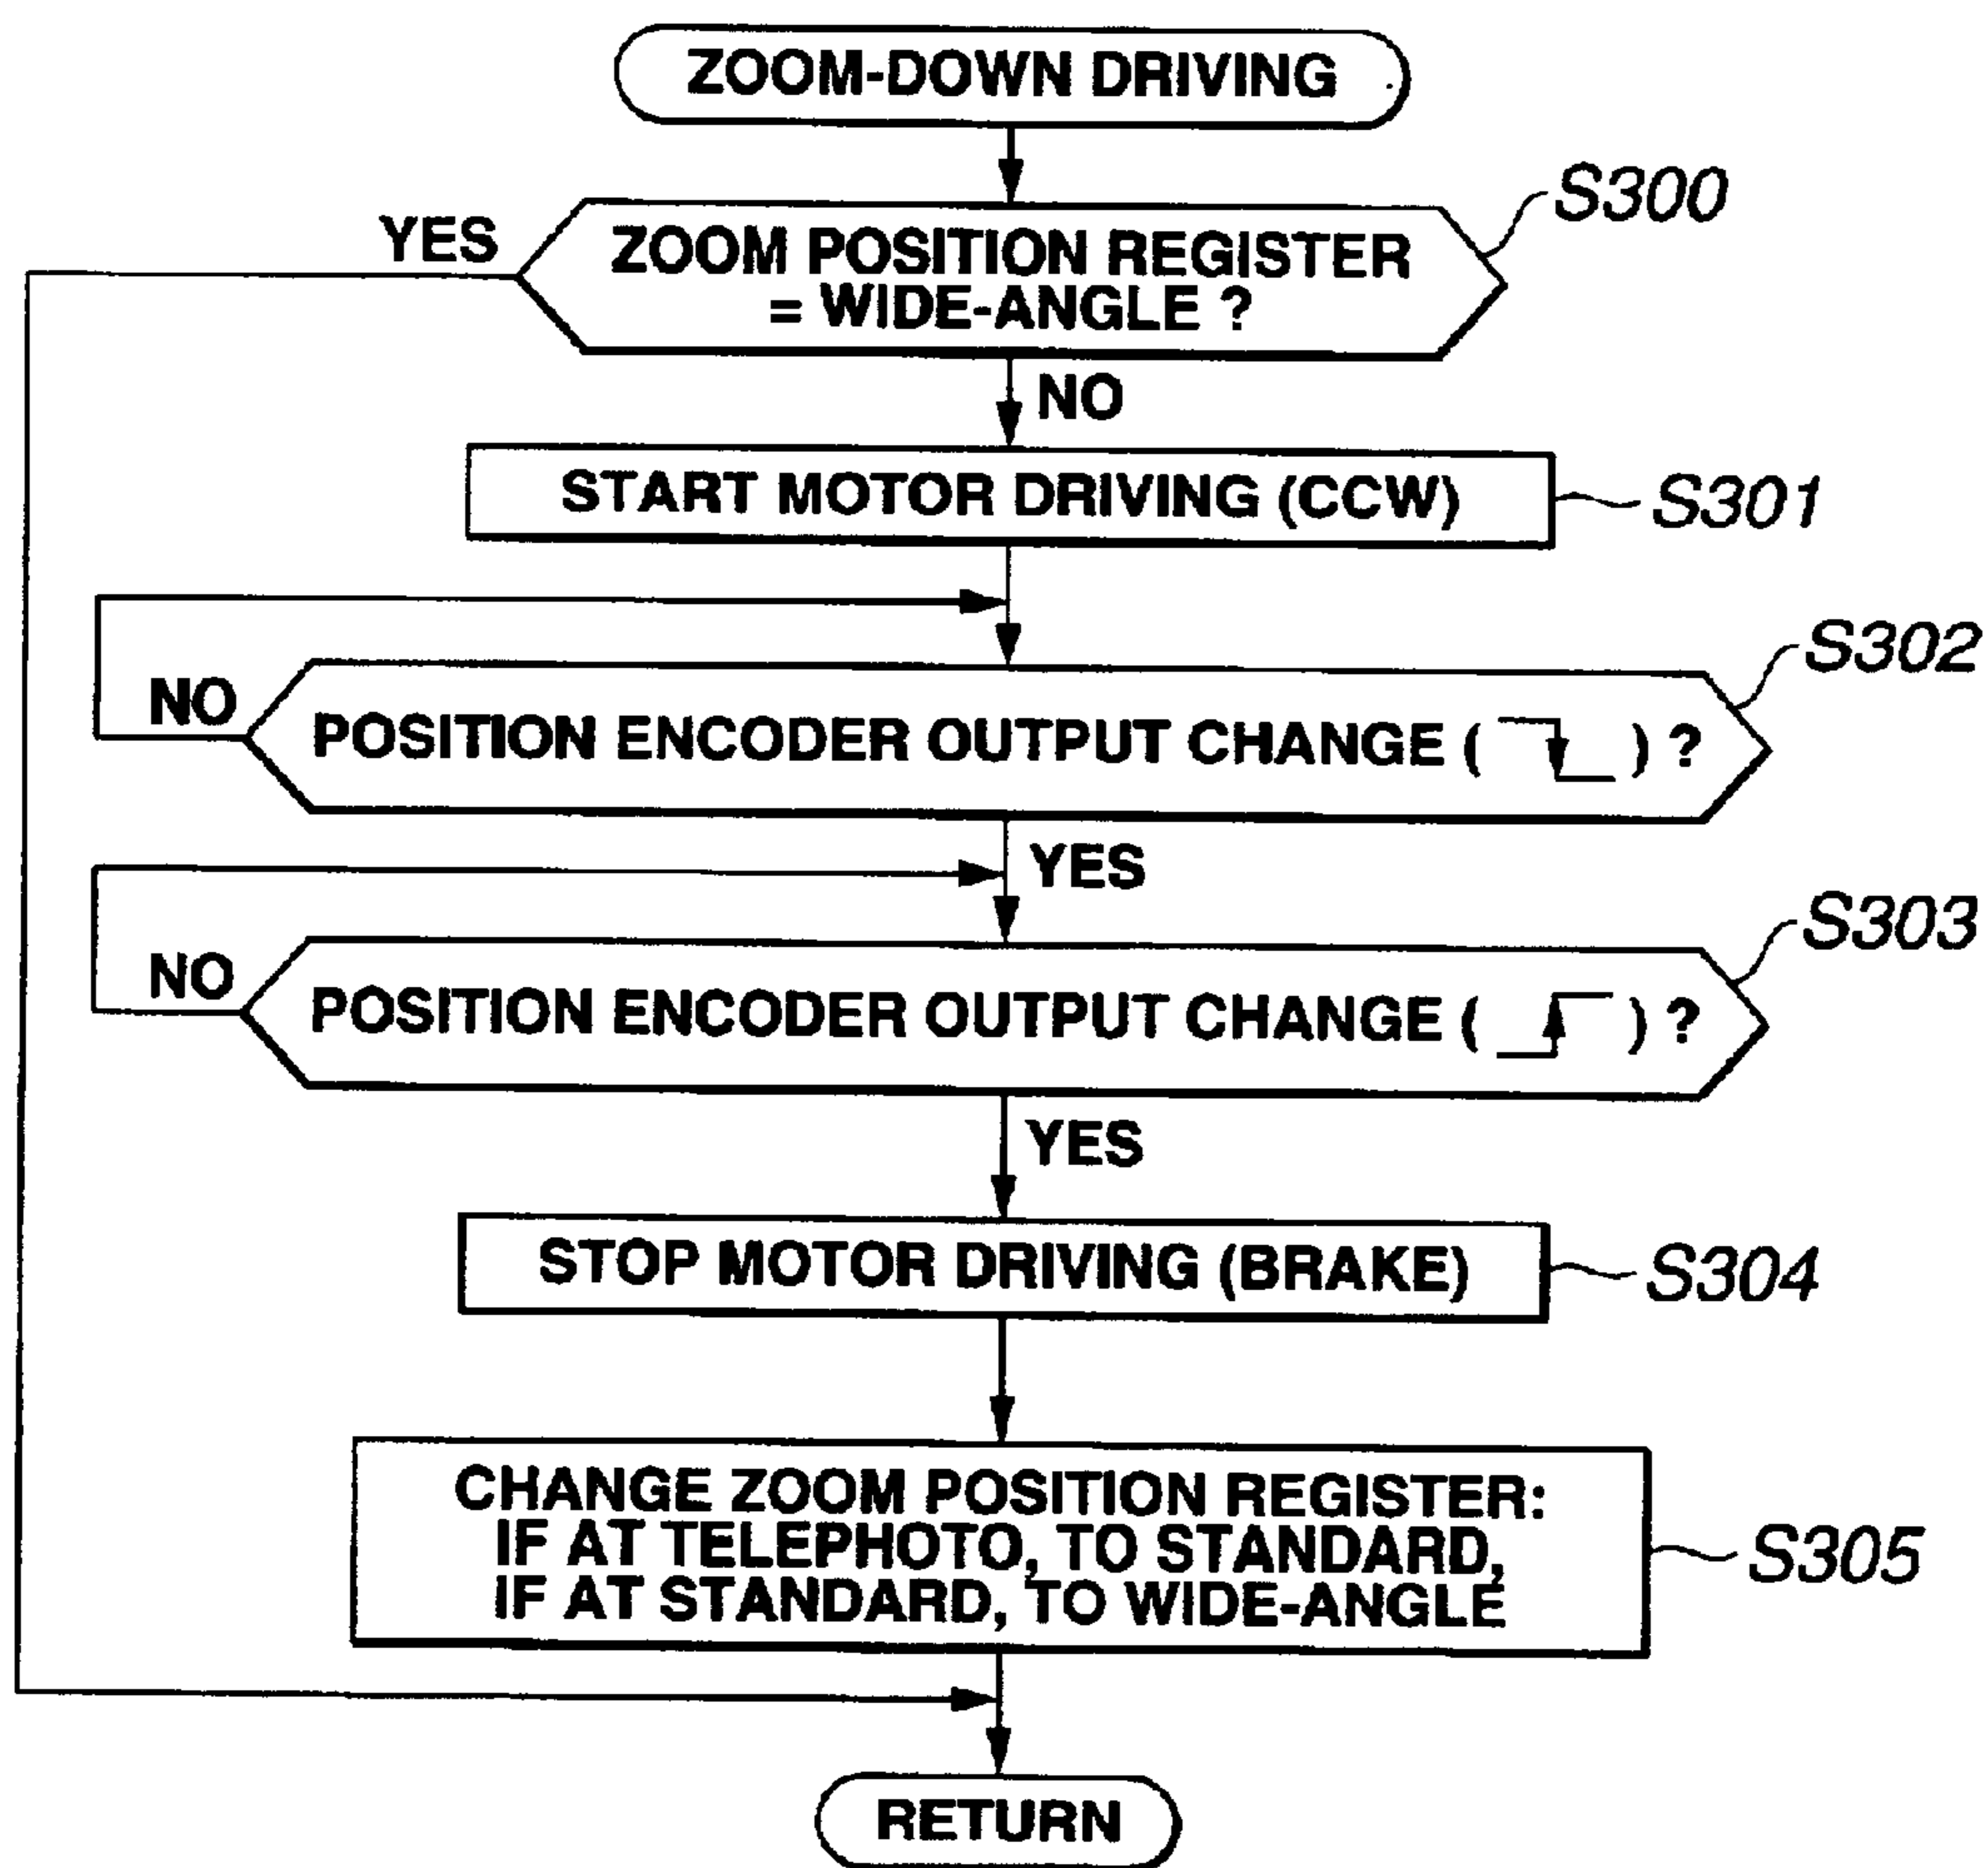 ZOOM-DOWN DRIVING
S300
YES
ZOOM POSITION REGISTER
= WIDE-ANGLE ?
NO
START MOTOR DRIVING (CCW)
S301
S302
NO
POSITION ENCODER OUTPUT CHANGE ( ) ?
YES
S303
NO
POSITION ENCODER OUTPUT CHANGE ( ) ?
YES
STOP MOTOR DRIVING (BRAKE)
S304
CHANGE ZOOM POSITION REGISTER:
IF AT TELEPHOTO, TO STANDARD,
IF AT STANDARD, TO WIDE-ANGLE
S305
RETURN